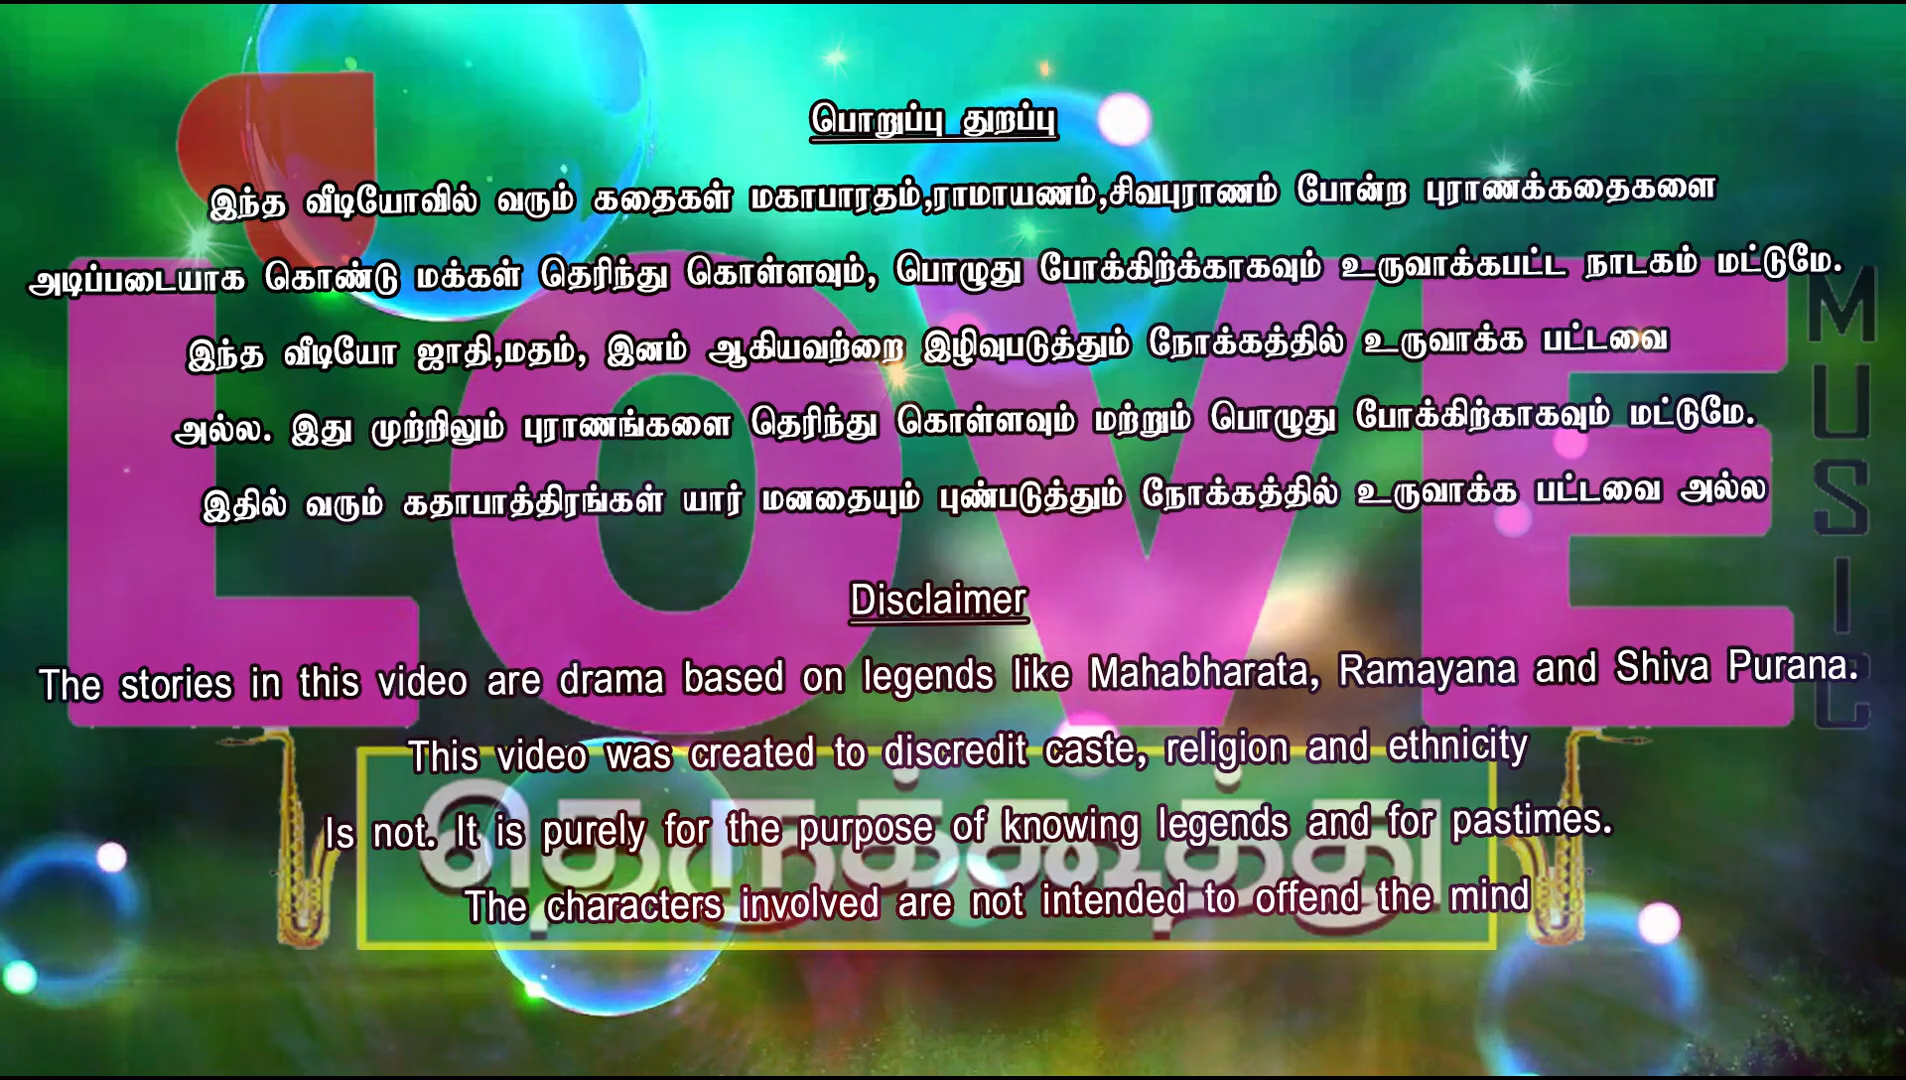 பொறுப்பு துறப்பு
இந்த வீடியோவில் வரும் கதைகள் மகாபாரதம்,ராமாயணம்,சிவபுராணம் போன்ற புராணக்கதைகளை
அடிப்படையாக கொண்டு மக்கள் தெரிந்து கொள்ளவும், பொழுது போக்கிற்க்காகவும் உருவாக்கபட்ட நாடகம் மட்டுமே.
இந்த வீடியோ ஜாதி,மதம், இனம் ஆகியவற்றை இழிவுபடுத்தும் நோக்கத்தில் உருவாக்க பட்டவை
அல்ல. இது முற்றிலும் புராணங்களை தெரிந்து கொள்ளவும் மற்றும் பொழுது போக்கிற்காகவும் மட்டுமே.
இதில் வரும் கதாபாத்திரங்கள் யார் மனதையும் புண்படுத்தும் நோக்கத்தில் உருவாக்க பட்டவை அல்ல
Disclaimer
The stories in this video are drama based on legends like Mahabharata, Ramayana and Shiva Purana.
This video was created to discredit caste, religion and ethnicity
Is not. It is purely for the purpose of knowing legends and for pastimes.
The characters involved are not intended to offend the mind
LOVE
MUSIC
தெருக்கூத்து